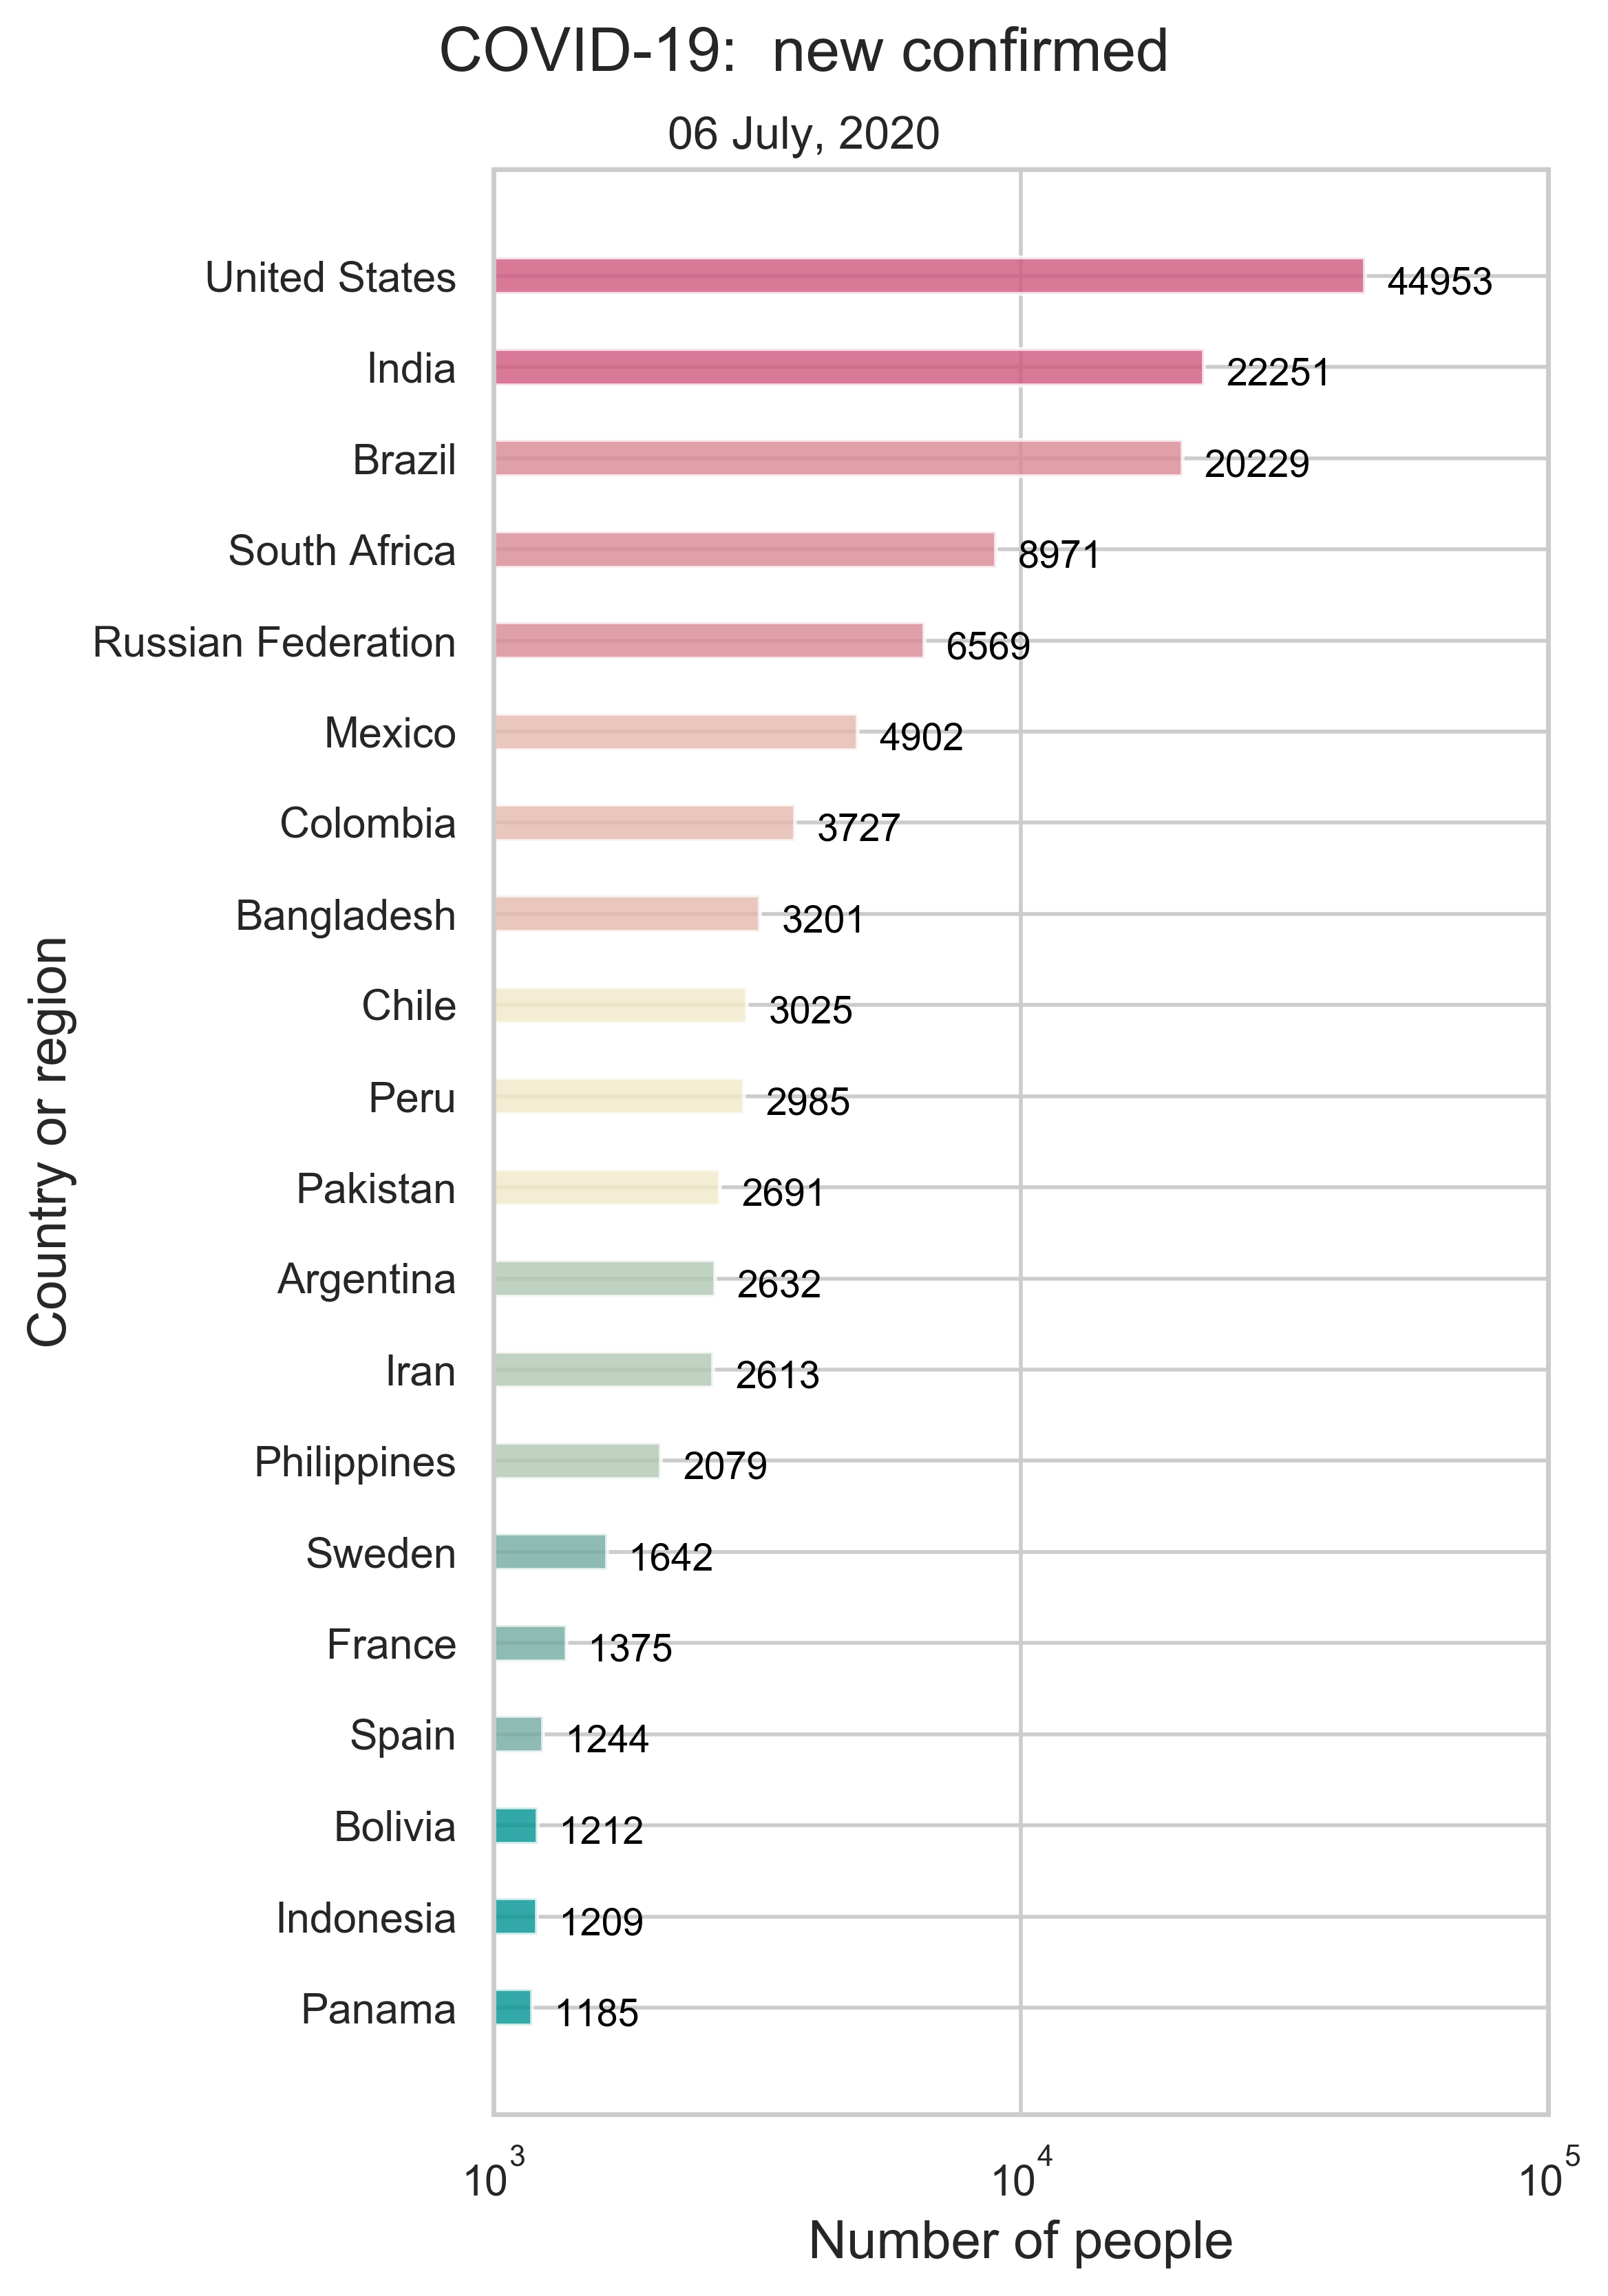 COVID-19:  new confirmed
06 July, 2020
Country or region
United States 44953
India 22251
Brazil 20229
South Africa 8971
Russian Federation 6569
Mexico 4902
Colombia 3727
Bangladesh 3201
Chile 3025
Peru 2985
Pakistan 2691
Argentina 2632
Iran 2613
Philippines 2079
Sweden 1642
France 1375
Spain 1244
Bolivia 1212
Indonesia 1209
Panama 1185
10³ 10⁴ 10⁵
Number of people